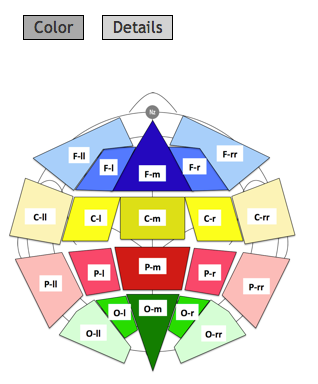 Color Details
Nz
F-ll F-rr
F-l F-r
F-m
C-ll C-l C-m C-r C-rr
P-ll P-l P-m P-r P-rr
O-l O-m O-r
O-ll O-rr